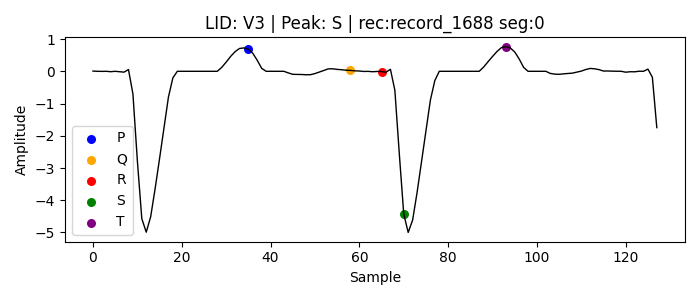 LID: V3 | Peak: S | rec:record_1688 seg:0
Amplitude
1
0
−1
−2
−3
−4
−5
P
Q
R
S
T
0 20 40 60 80 100 120
Sample